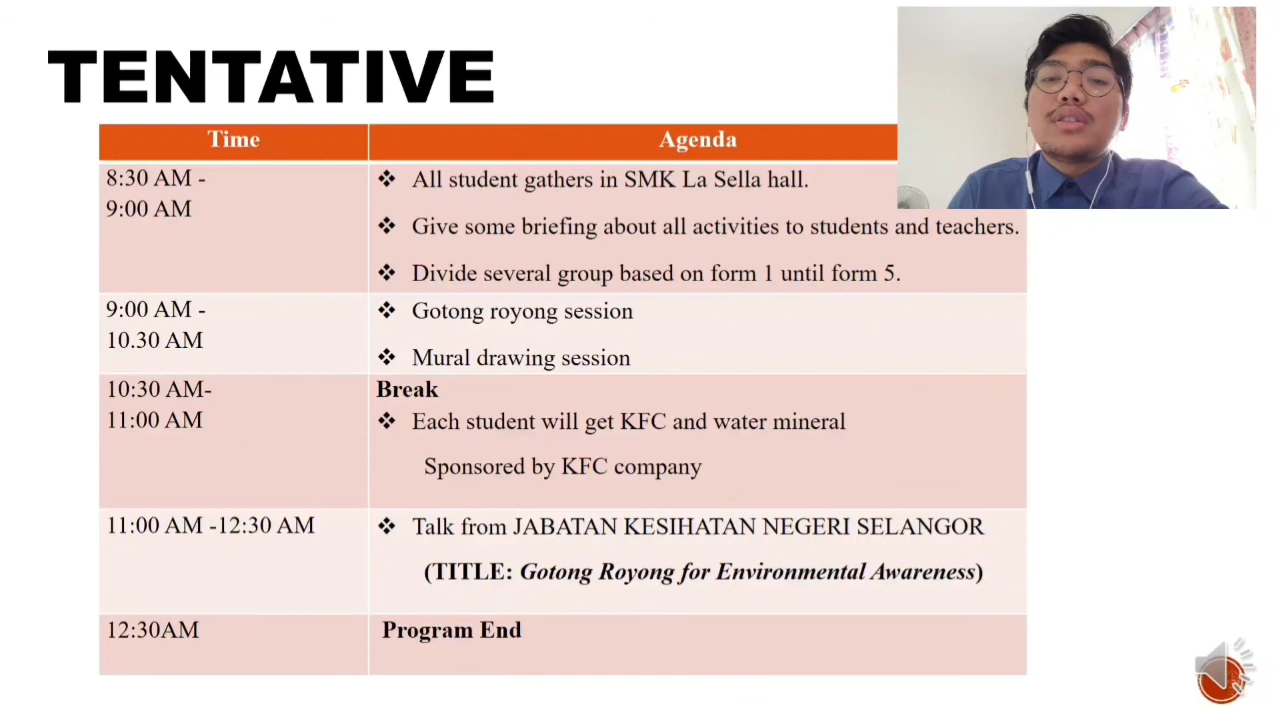 TENTATIVE
Time
Agenda
8:30 AM -
9:00 AM
❖ All student gathers in SMK La Sella hall.
❖ Give some briefing about all activities to students and teachers.
❖ Divide several group based on form 1 until form 5.
9:00 AM -
10.30 AM
❖ Gotong royong session
❖ Mural drawing session
10:30 AM-
11:00 AM
Break
❖ Each student will get KFC and water mineral
Sponsored by KFC company
11:00 AM -12:30 AM
❖ Talk from JABATAN KESIHATAN NEGERI SELANGOR
(TITLE: Gotong Royong for Environmental Awareness)
12:30AM
Program End